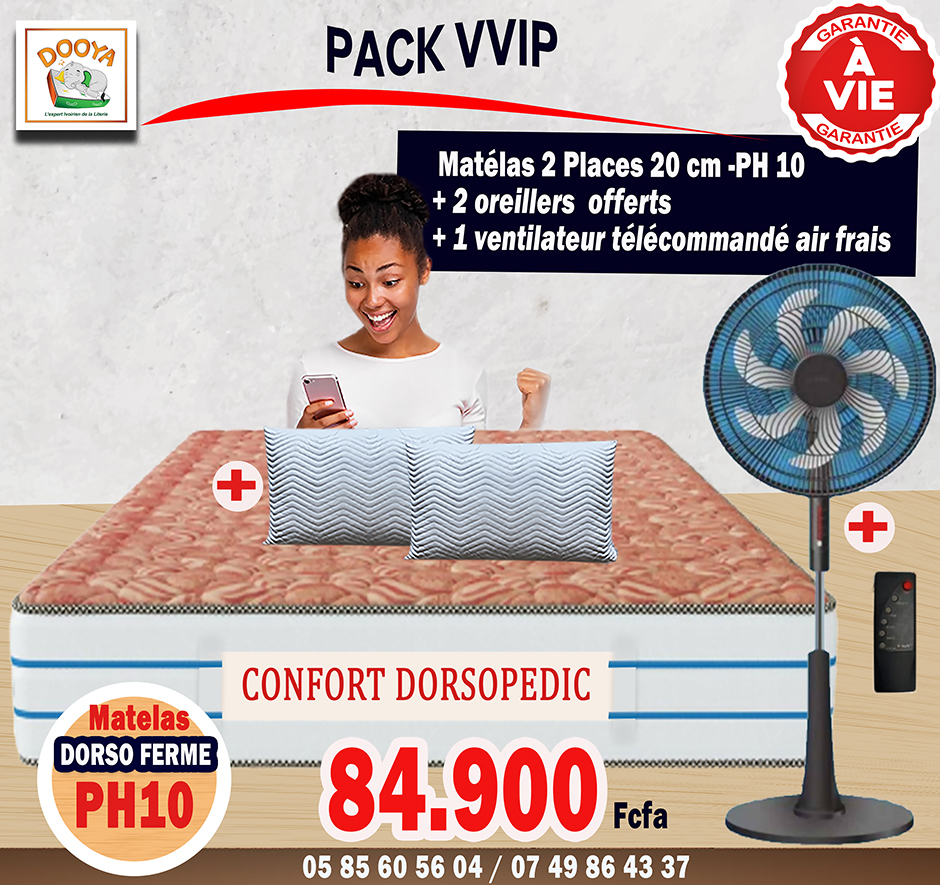 DOOYA
L'expert Ivoirien de la Literie
PACK VVIP
GARANTIE
À
VIE
GARANTIE
Matélas 2 Places 20 cm -PH 10
+ 2 oreillers offerts
+ 1 ventilateur télécommandé air frais
CONFORT DORSOPEDIC
Matelas
DORSO FERME
PH10
84.900 Fcfa
05 85 60 56 04 / 07 49 86 43 37